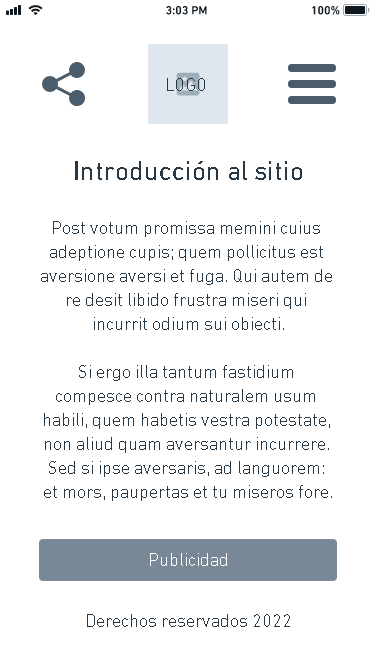 3:03 PM
100%
LOGO
Introducción al sitio
Post votum promissa memini cuius
adeptione cupis; quem pollicitus est
aversione aversi et fuga. Qui autem de
re desit libido frustra miseri qui
incurrit odium sui obiecti.
Si ergo illa tantum fastidium
compesce contra naturalem usum
habili, quem habetis vestra potestate,
non aliud quam aversantur incurrere.
Sed si ipse aversaris, ad languorem:
et mors, paupertas et tu miseros fore.
Publicidad
Derechos reservados 2022